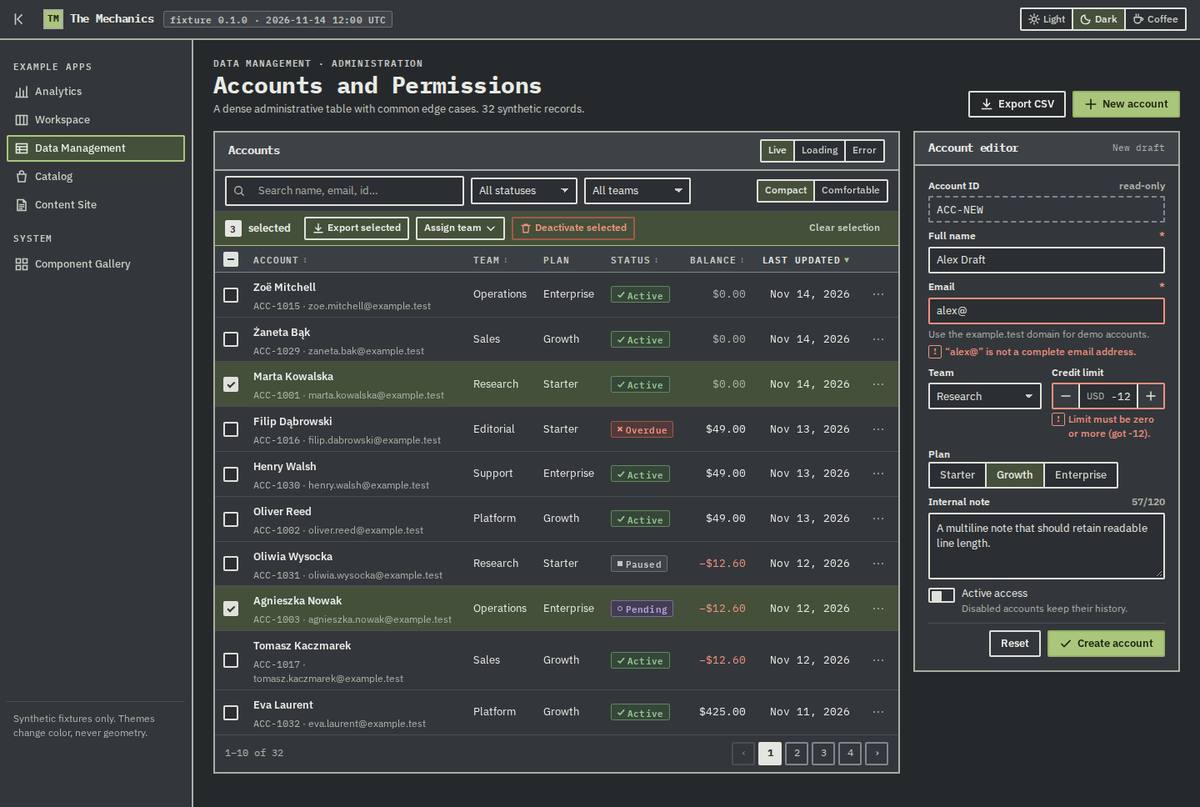 TM The Mechanics fixture 0.1.0 · 2026-11-14 12:00 UTC Light Dark Coffee
EXAMPLE APPS
Analytics
Workspace
Data Management
Catalog
Content Site
SYSTEM
Component Gallery
Synthetic fixtures only. Themes
change color, never geometry.
DATA MANAGEMENT · ADMINISTRATION
Accounts and Permissions
A dense administrative table with common edge cases. 32 synthetic records.
Export CSV New account
Accounts Live Loading Error
Search name, email, id… All statuses All teams Compact Comfortable
3 selected Export selected Assign team Deactivate selected Clear selection
ACCOUNT TEAM PLAN STATUS BALANCE LAST UPDATED
Zoë Mitchell
ACC-1015 · zoe.mitchell@example.test
Operations Enterprise Active $0.00 Nov 14, 2026 ···
Żaneta Bąk
ACC-1029 · zaneta.bak@example.test
Sales Growth Active $0.00 Nov 14, 2026 ···
Marta Kowalska
ACC-1001 · marta.kowalska@example.test
Research Starter Active $0.00 Nov 14, 2026 ···
Filip Dąbrowski
ACC-1016 · filip.dabrowski@example.test
Editorial Starter Overdue $49.00 Nov 13, 2026 ···
Henry Walsh
ACC-1030 · henry.walsh@example.test
Support Enterprise Active $49.00 Nov 13, 2026 ···
Oliver Reed
ACC-1002 · oliver.reed@example.test
Platform Growth Active $49.00 Nov 13, 2026 ···
Oliwia Wysocka
ACC-1031 · oliwia.wysocka@example.test
Research Starter Paused −$12.60 Nov 12, 2026 ···
Agnieszka Nowak
ACC-1003 · agnieszka.nowak@example.test
Operations Enterprise Pending −$12.60 Nov 12, 2026 ···
Tomasz Kaczmarek
ACC-1017 ·
tomasz.kaczmarek@example.test
Sales Growth Active −$12.60 Nov 12, 2026 ···
Eva Laurent
ACC-1032 · eva.laurent@example.test
Platform Growth Active $425.00 Nov 11, 2026 ···
1–10 of 32 ‹ 1 2 3 4 ›
Account editor New draft
Account ID read-only
ACC-NEW
Full name *
Alex Draft
Email *
alex@
Use the example.test domain for demo accounts.
! “alex@” is not a complete email address.
Team Credit limit
Research − USD -12 +
! Limit must be zero
or more (got -12).
Plan
Starter Growth Enterprise
Internal note 57/120
A multiline note that should retain readable
line length.
Active access
Disabled accounts keep their history.
Reset Create account